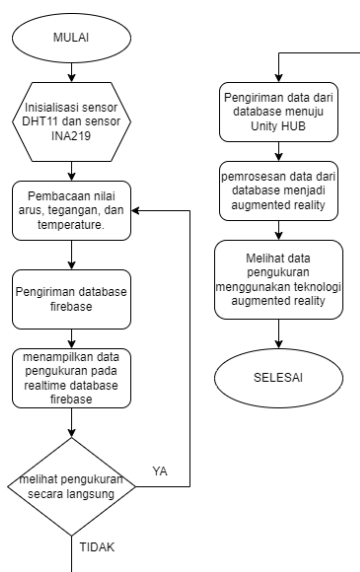 MULAI
Inisialisasi sensor
DHT11 dan sensor
INA219
Pembacaan nilai
arus, tegangan, dan
temperature.
Pengiriman database
firebase
menampilkan data
pengukuran pada
realtime database
firebase
melihat pengukuran
secara langsung
YA
TIDAK
Pengiriman data dari
database menuju
Unity HUB
pemrosesan data dari
database menjadi
augmented reality
Melihat data
pengukuran
menggunakan teknologi
augmented reality
SELESAI